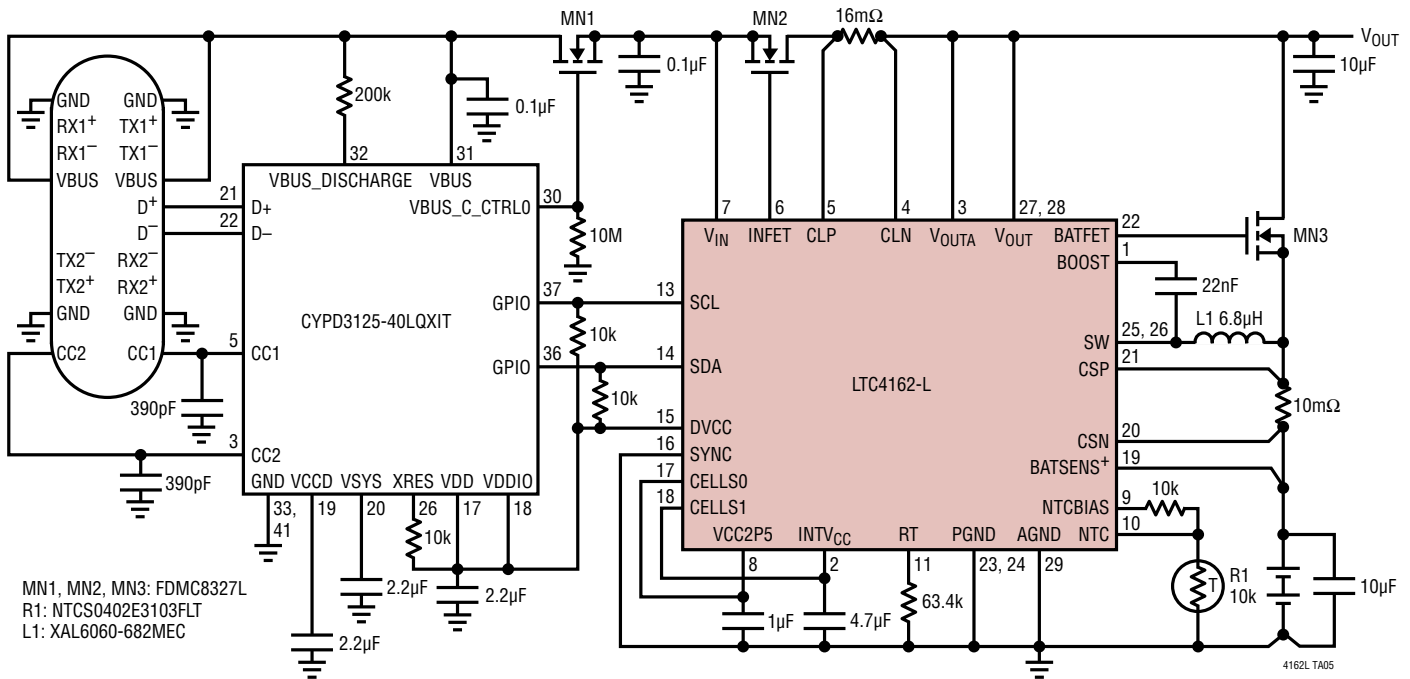 MN1
MN2
16mΩ
VOUT
0.1µF
10µF
200k
0.1µF
GND GND
RX1+ TX1+
RX1– TX1–
VBUS VBUS
D+
D–
TX2– RX2–
TX2+ RX2+
GND GND
CC2 CC1
32 31
VBUS_DISCHARGE VBUS
21 D+
22 D–
VBUS_C_CTRL0 30
10M
CYPD3125-40LQXIT
GPIO 37
10k
GPIO 36
10k
5 CC1
390pF
3 CC2
390pF
GND VCCD VSYS XRES VDD VDDIO
33, 41 19 20 26 17 18
10k
2.2µF
2.2µF
2.2µF
7 6 5 4 3 27, 28
VIN INFET CLP CLN VOUTA VOUT BATFET 22
MN3
BOOST 1
22nF
13 SCL
L1 6.8µH
SW 25, 26
14 SDA
CSP 21
LTC4162-L
10mΩ
15 DVCC
16 SYNC
CSN 20
17 CELLS0
BATSENS+ 19
18 CELLS1
NTCBIAS 9
10k
NTC 10
VCC2P5 INTVCC RT PGND AGND
8 2 11 23, 24 29
1µF
4.7µF
63.4k
T
R1
10k
10µF
MN1, MN2, MN3: FDMC8327L
R1: NTCS0402E3103FLT
L1: XAL6060-682MEC
4162L TA05